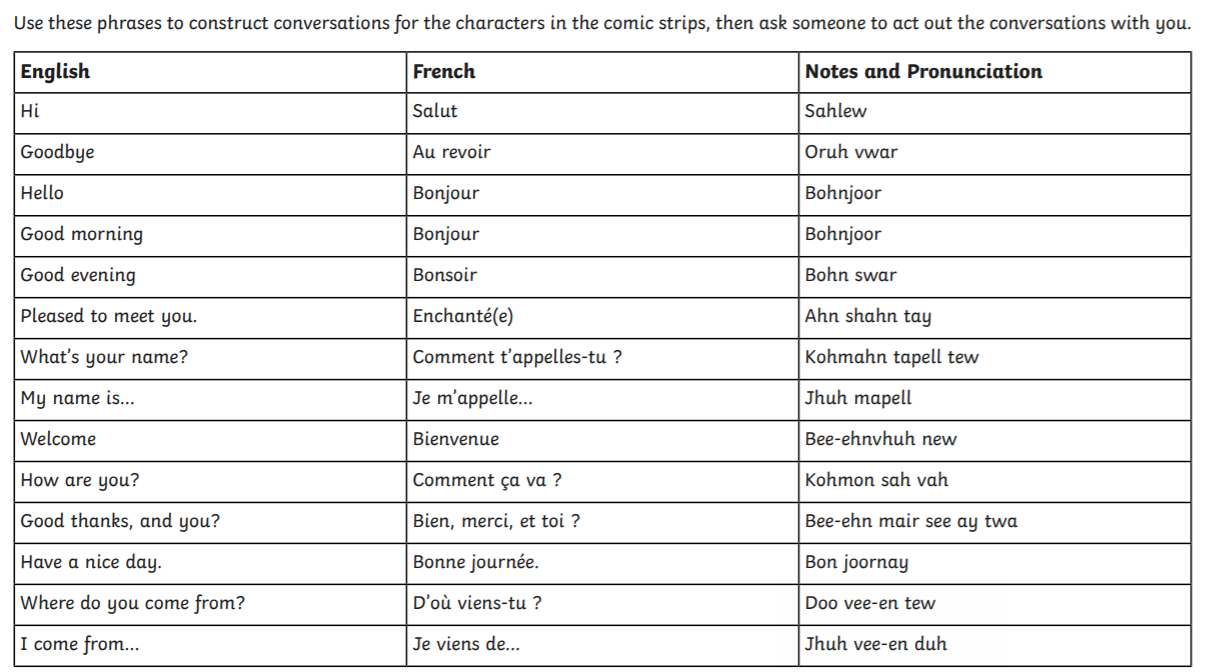 Use these phrases to construct conversations for the characters in the comic strips, then ask someone to act out the conversations with you.
English French Notes and Pronunciation
Hi Salut Sahlew
Goodbye Au revoir Oruh vwar
Hello Bonjour Bohnjoor
Good morning Bonjour Bohnjoor
Good evening Bonsoir Bohn swar
Pleased to meet you. Enchanté(e) Ahn shahn tay
What's your name? Comment t'appelles-tu ? Kohmahn tapell tew
My name is... Je m'appelle... Jhuh mapell
Welcome Bienvenue Bee-ehnvhuh new
How are you? Comment ça va ? Kohmon sah vah
Good thanks, and you? Bien, merci, et toi ? Bee-ehn mair see ay twa
Have a nice day. Bonne journée. Bon joornay
Where do you come from? D'où viens-tu ? Doo vee-en tew
I come from... Je viens de... Jhuh vee-en duh